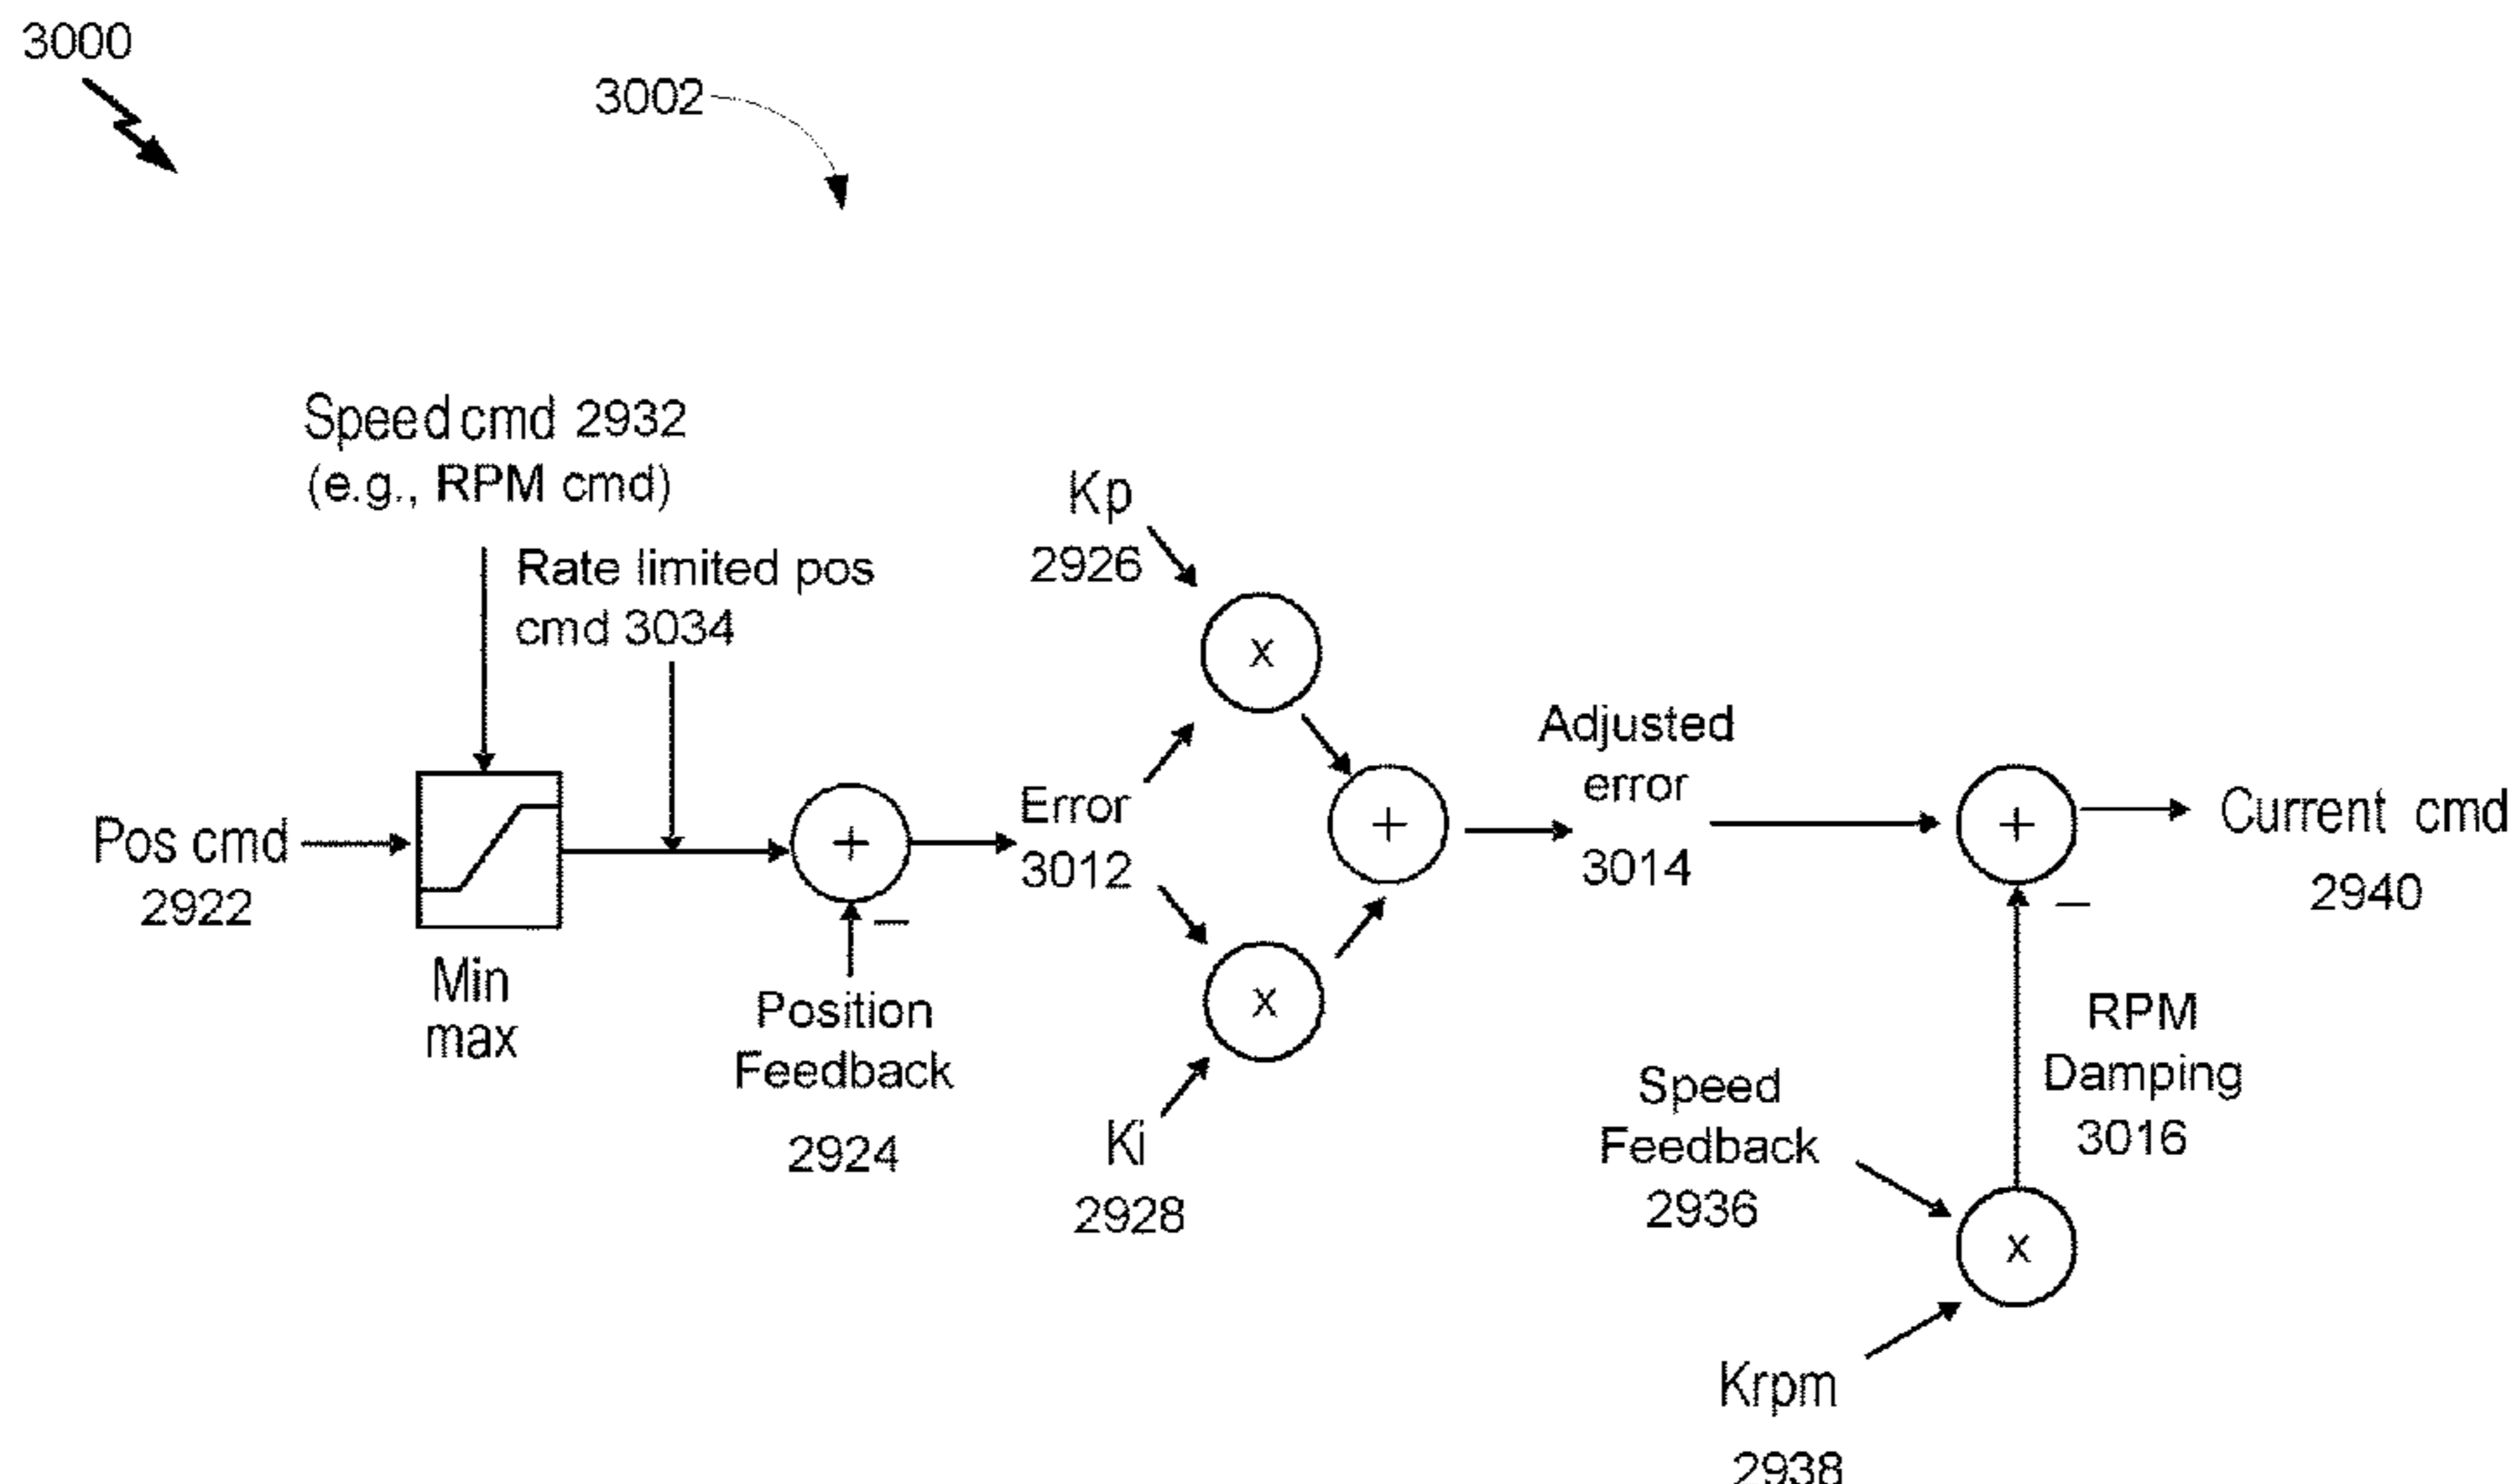 3000
3002
Speed cmd 2932
(e.g., RPM cmd)
Rate limited pos
cmd 3034
Kp
2926
x
Pos cmd
2922
Min
max
+
−
Position
Feedback
2924
Error
3012
x
Ki
2928
+
Adjusted
error
3014
+
−
Current cmd
2940
RPM
Damping
3016
Speed
Feedback
2936
x
Krpm
2938